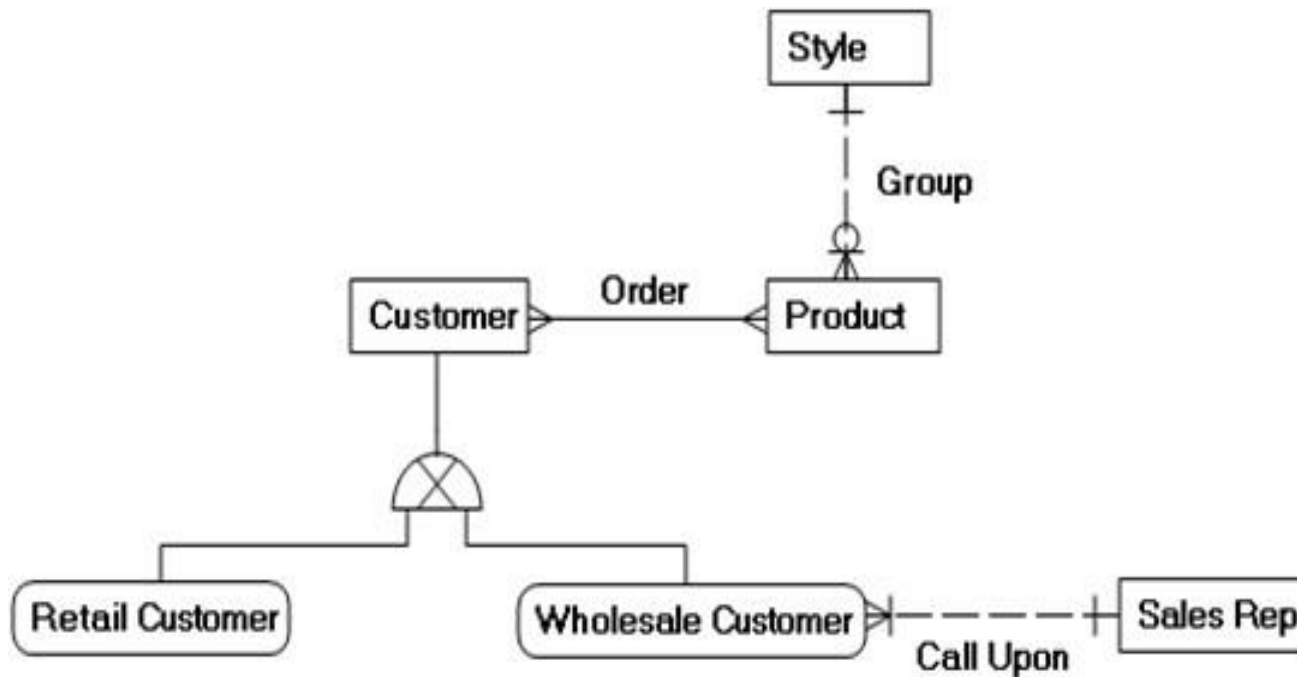 Style
Group
Order
Customer
Product
Retail Customer
Wholesale Customer
Sales Rep
Call Upon